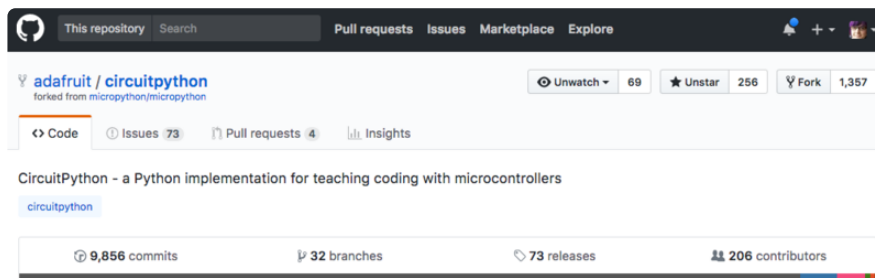 This repository Search Pull requests Issues Marketplace Explore
adafruit / circuitpython Unwatch 69 Unstar 256 Fork 1,357
forked from micropython/micropython
<> Code Issues 73 Pull requests 4 Insights
CircuitPython - a Python implementation for teaching coding with microcontrollers
circuitpython
9,856 commits 32 branches 73 releases 206 contributors